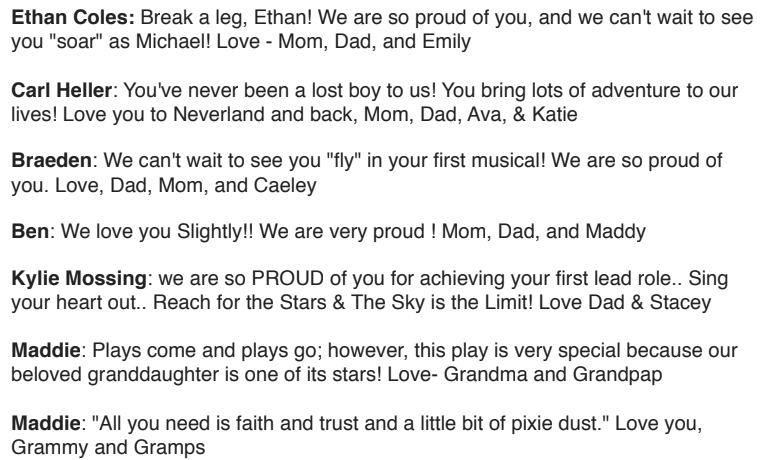 Ethan Coles: Break a leg, Ethan! We are so proud of you, and we can't wait to see
you "soar" as Michael! Love - Mom, Dad, and Emily
Carl Heller: You've never been a lost boy to us! You bring lots of adventure to our
lives! Love you to Neverland and back, Mom, Dad, Ava, & Katie
Braeden: We can't wait to see you "fly" in your first musical! We are so proud of
you. Love, Dad, Mom, and Caeley
Ben: We love you Slightly!! We are very proud ! Mom, Dad, and Maddy
Kylie Mossing: we are so PROUD of you for achieving your first lead role.. Sing
your heart out.. Reach for the Stars & The Sky is the Limit! Love Dad & Stacey
Maddie: Plays come and plays go; however, this play is very special because our
beloved granddaughter is one of its stars! Love- Grandma and Grandpap
Maddie: "All you need is faith and trust and a little bit of pixie dust." Love you,
Grammy and Gramps